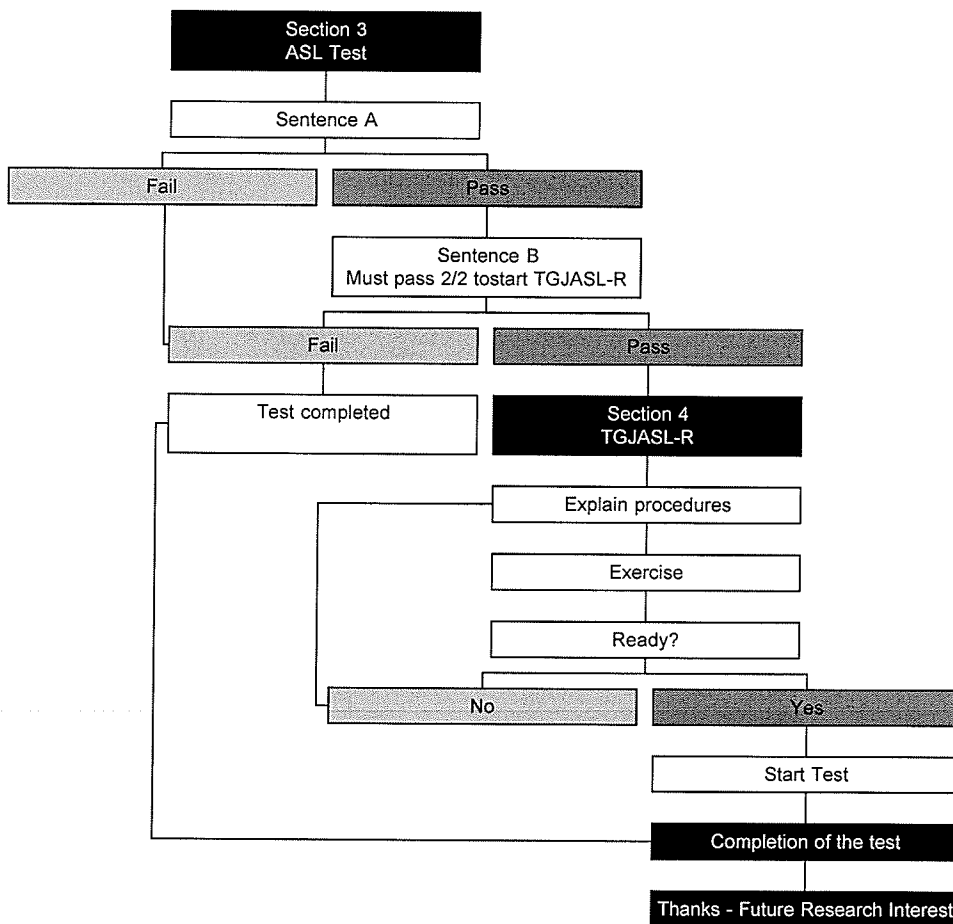 Section 3
ASL Test
Sentence A
Fail
Pass
Sentence B
Must pass 2/2 tostart TGJASL-R
Fail
Pass
Test completed
Section 4
TGJASL-R
Explain procedures
Exercise
Ready?
No
Yes
Start Test
Completion of the test
Thanks - Future Research Interest